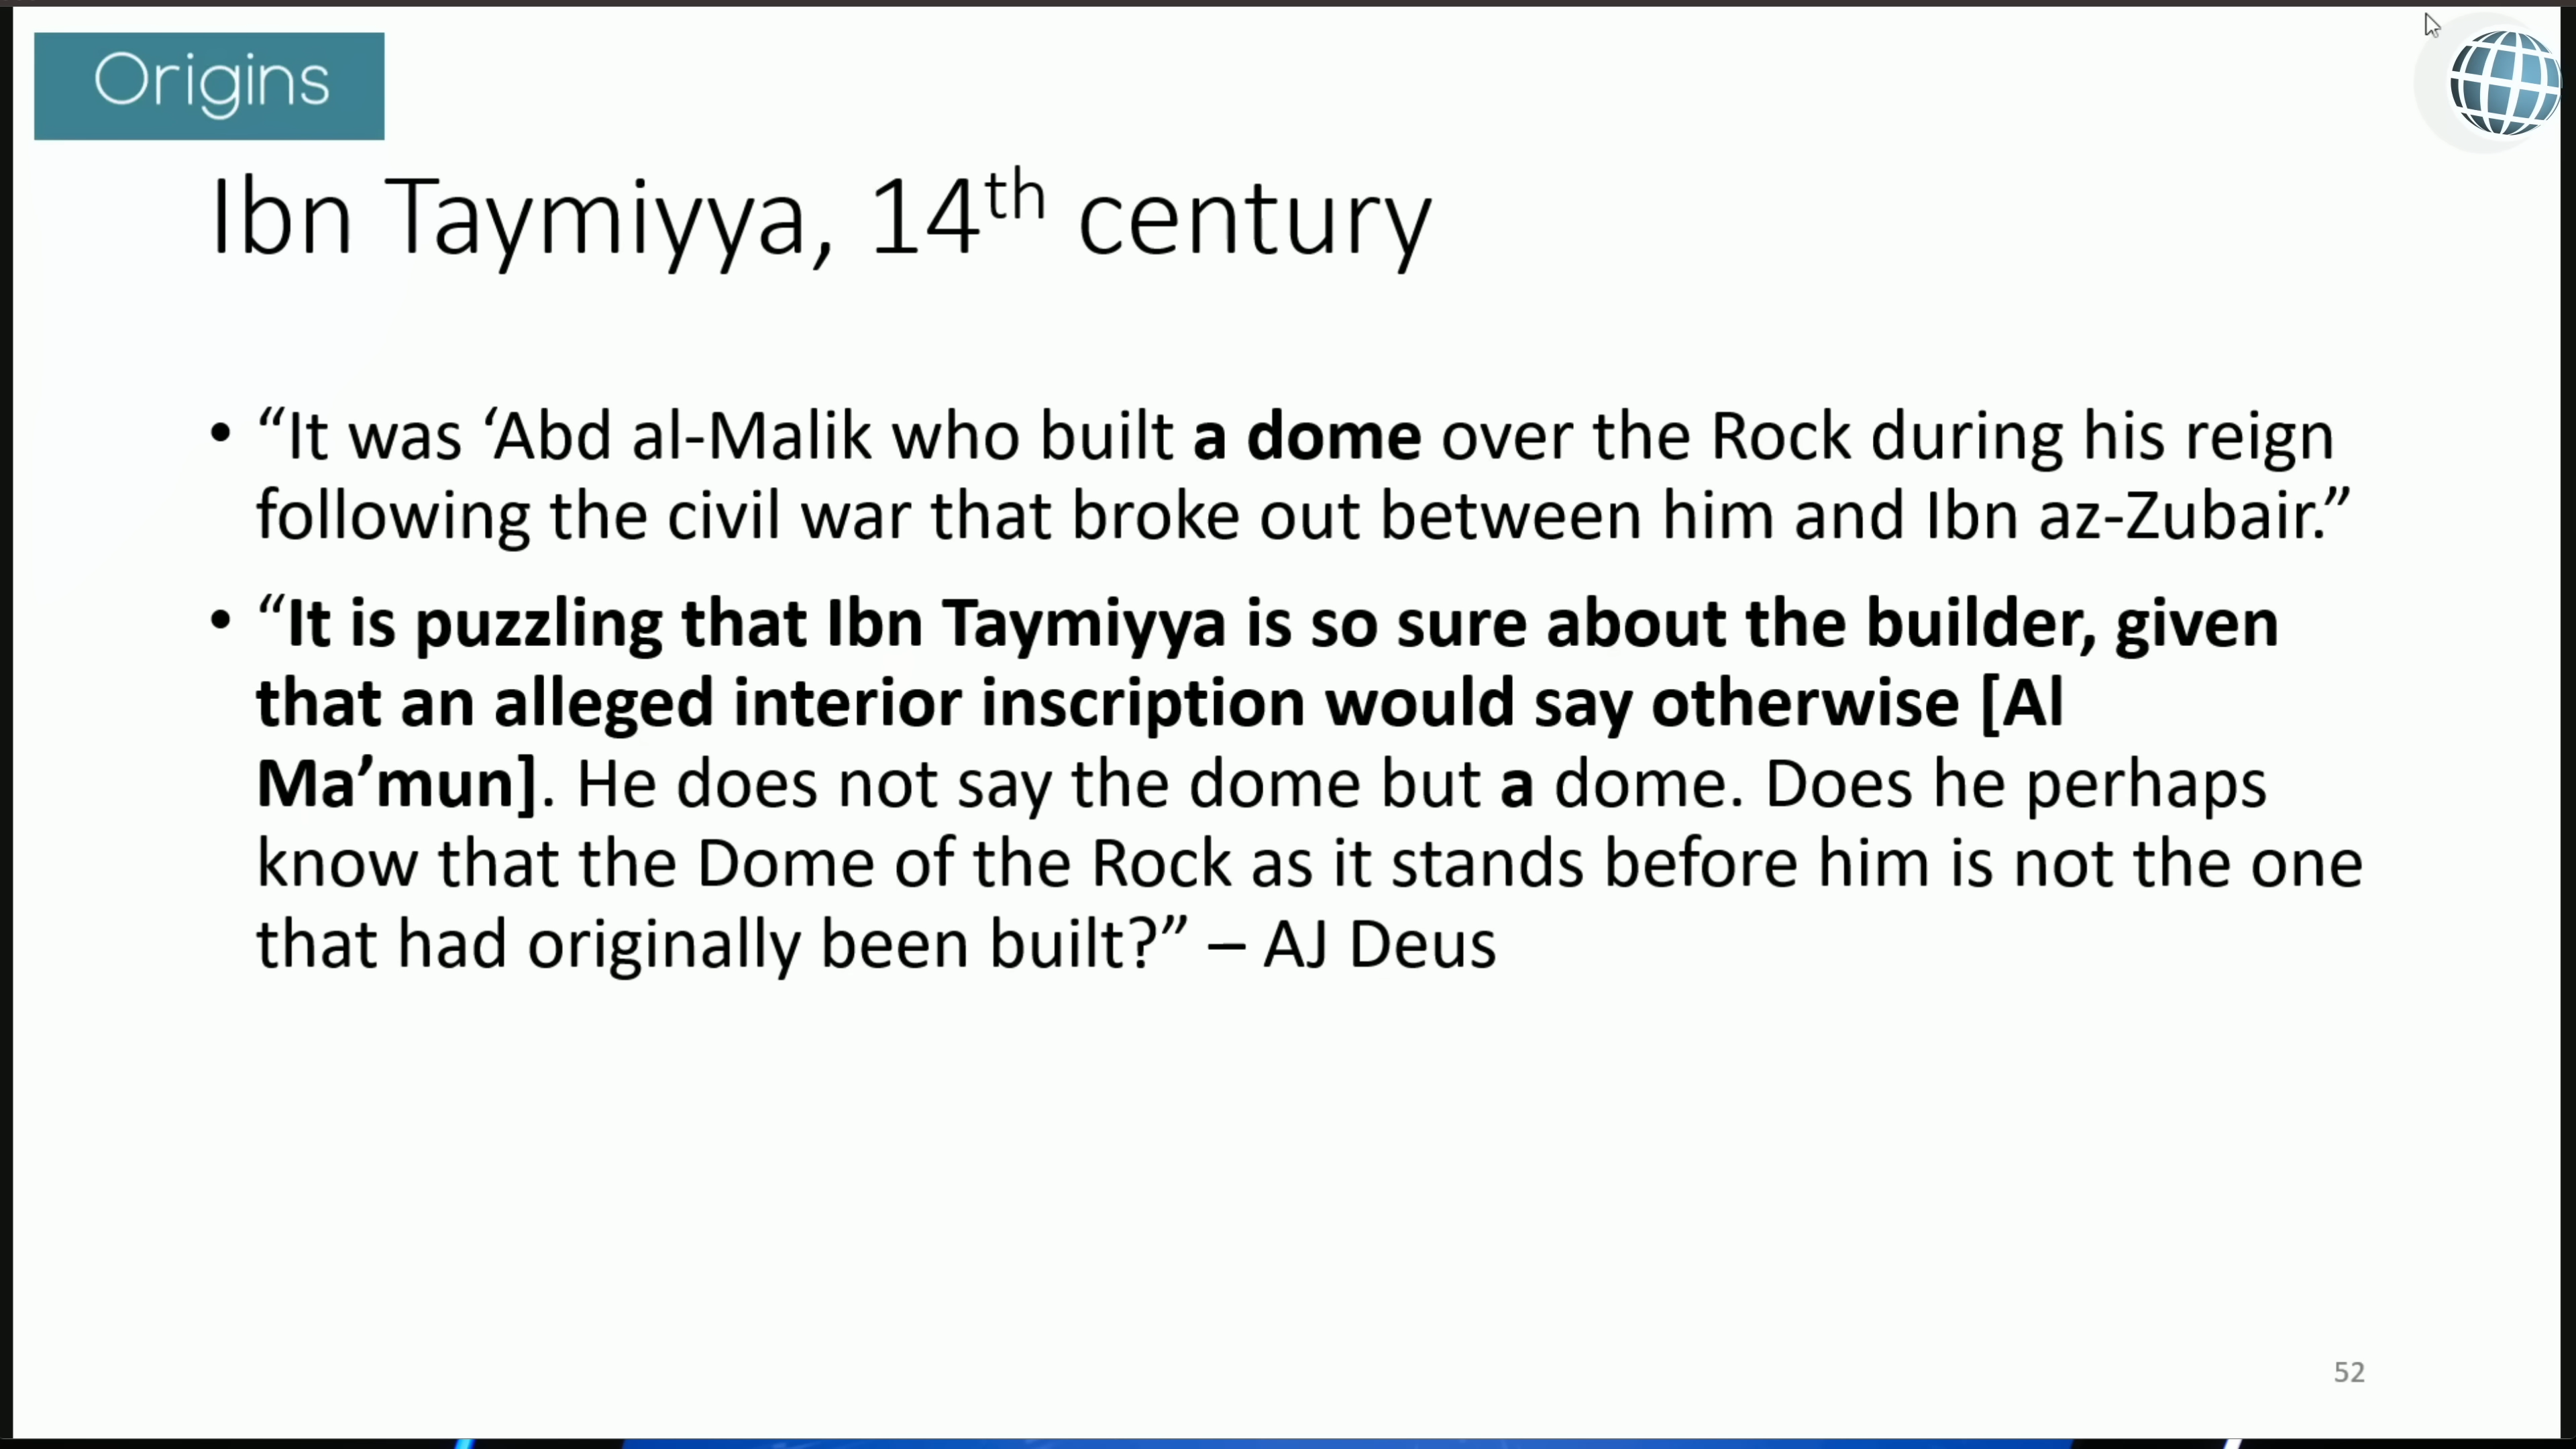 Origins
Ibn Taymiyya, 14th century
• “It was ‘Abd al-Malik who built a dome over the Rock during his reign
following the civil war that broke out between him and Ibn az-Zubair.”
• “It is puzzling that Ibn Taymiyya is so sure about the builder, given
that an alleged interior inscription would say otherwise [Al
Ma’mun]. He does not say the dome but a dome. Does he perhaps
know that the Dome of the Rock as it stands before him is not the one
that had originally been built?” – AJ Deus
52